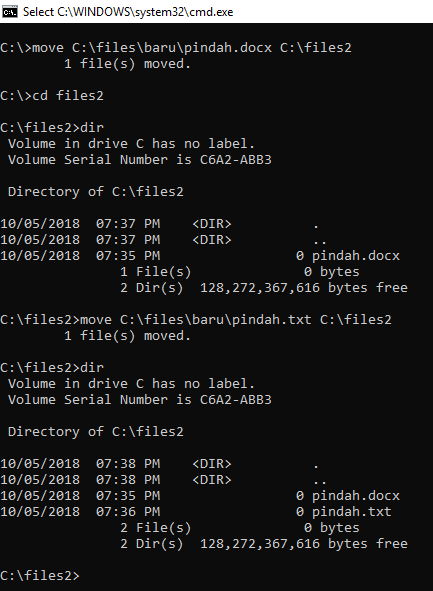 Select C:\WINDOWS\system32\cmd.exe
C:\>move C:\files\baru\pindah.docx C:\files2
        1 file(s) moved.
C:\>cd files2
C:\files2>dir
 Volume in drive C has no label.
 Volume Serial Number is C6A2-ABB3
 Directory of C:\files2
10/05/2018  07:37 PM    <DIR>          .
10/05/2018  07:37 PM    <DIR>          ..
10/05/2018  07:35 PM                 0 pindah.docx
               1 File(s)              0 bytes
               2 Dir(s)  128,272,367,616 bytes free
C:\files2>move C:\files\baru\pindah.txt C:\files2
        1 file(s) moved.
C:\files2>dir
 Volume in drive C has no label.
 Volume Serial Number is C6A2-ABB3
 Directory of C:\files2
10/05/2018  07:38 PM    <DIR>          .
10/05/2018  07:38 PM    <DIR>          ..
10/05/2018  07:35 PM                 0 pindah.docx
10/05/2018  07:36 PM                 0 pindah.txt
               2 File(s)              0 bytes
               2 Dir(s)  128,272,367,616 bytes free
C:\files2>